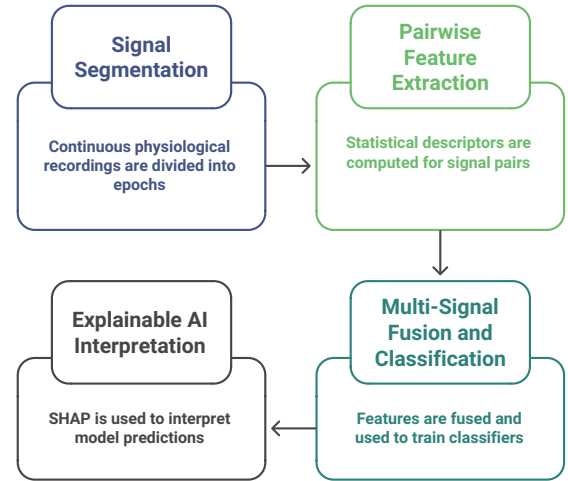 Signal
Segmentation
Continuous physiological
recordings are divided into
epochs
Pairwise
Feature
Extraction
Statistical descriptors are
computed for signal pairs
Multi-Signal
Fusion and
Classification
Features are fused and
used to train classifiers
Explainable AI
Interpretation
SHAP is used to interpret
model predictions